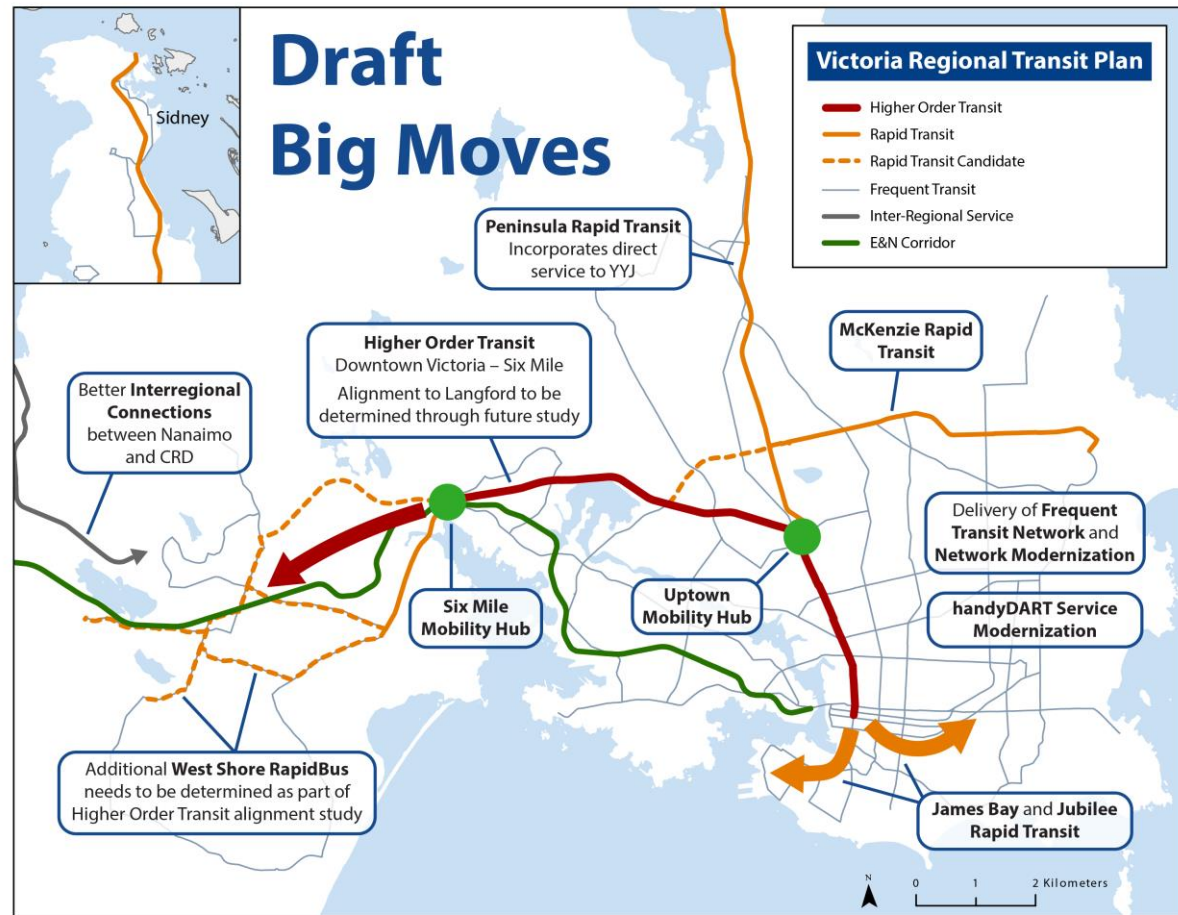 Sidney
Draft
Big Moves
Victoria Regional Transit Plan
Higher Order Transit
Rapid Transit
Rapid Transit Candidate
Frequent Transit
Inter-Regional Service
E&N Corridor
Peninsula Rapid Transit
Incorporates direct
service to YYJ
McKenzie Rapid
Transit
Higher Order Transit
Downtown Victoria – Six Mile
Alignment to Langford to be
determined through future study
Better Interregional
Connections
between Nanaimo
and CRD
Delivery of Frequent
Transit Network and
Network Modernization
handyDART Service
Modernization
Six Mile
Mobility Hub
Uptown
Mobility Hub
Additional West Shore RapidBus
needs to be determined as part of
Higher Order Transit alignment study
James Bay and Jubilee
Rapid Transit
N
0 1 2 Kilometers